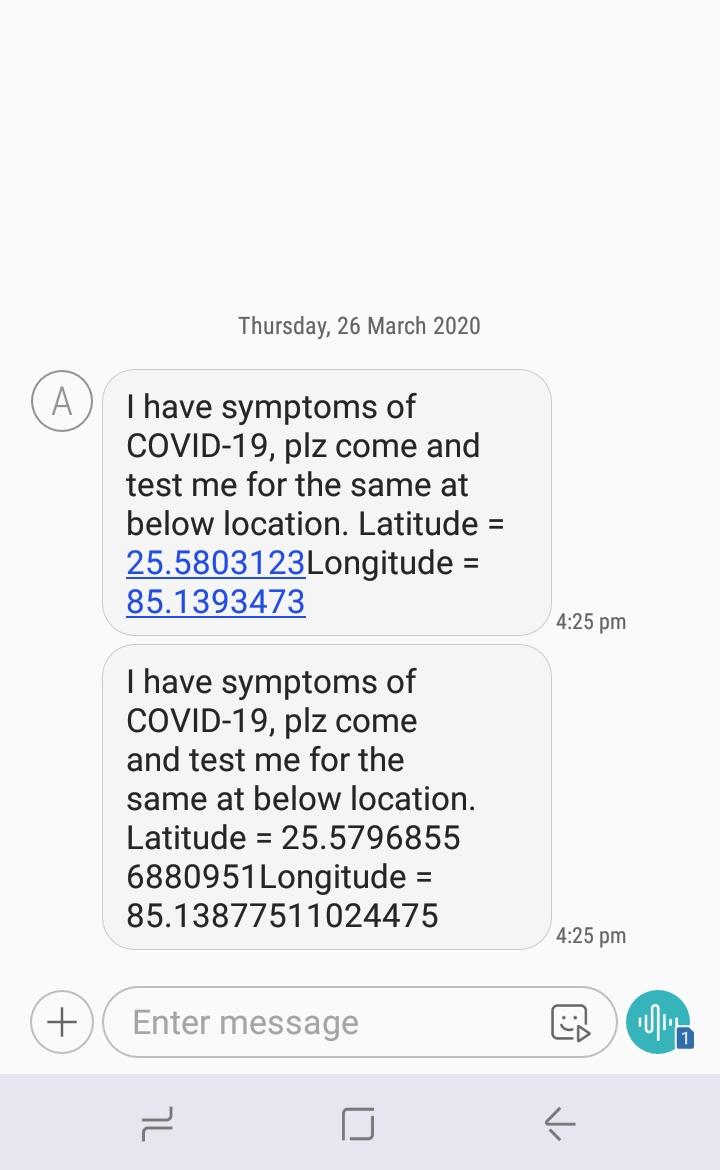 Thursday, 26 March 2020
A
I have symptoms of
COVID-19, plz come and
test me for the same at
below location. Latitude =
25.5803123Longitude =
85.1393473
4:25 pm
I have symptoms of
COVID-19, plz come
and test me for the
same at below location.
Latitude = 25.5796855
6880951Longitude =
85.13877511024475
4:25 pm
Enter message
1